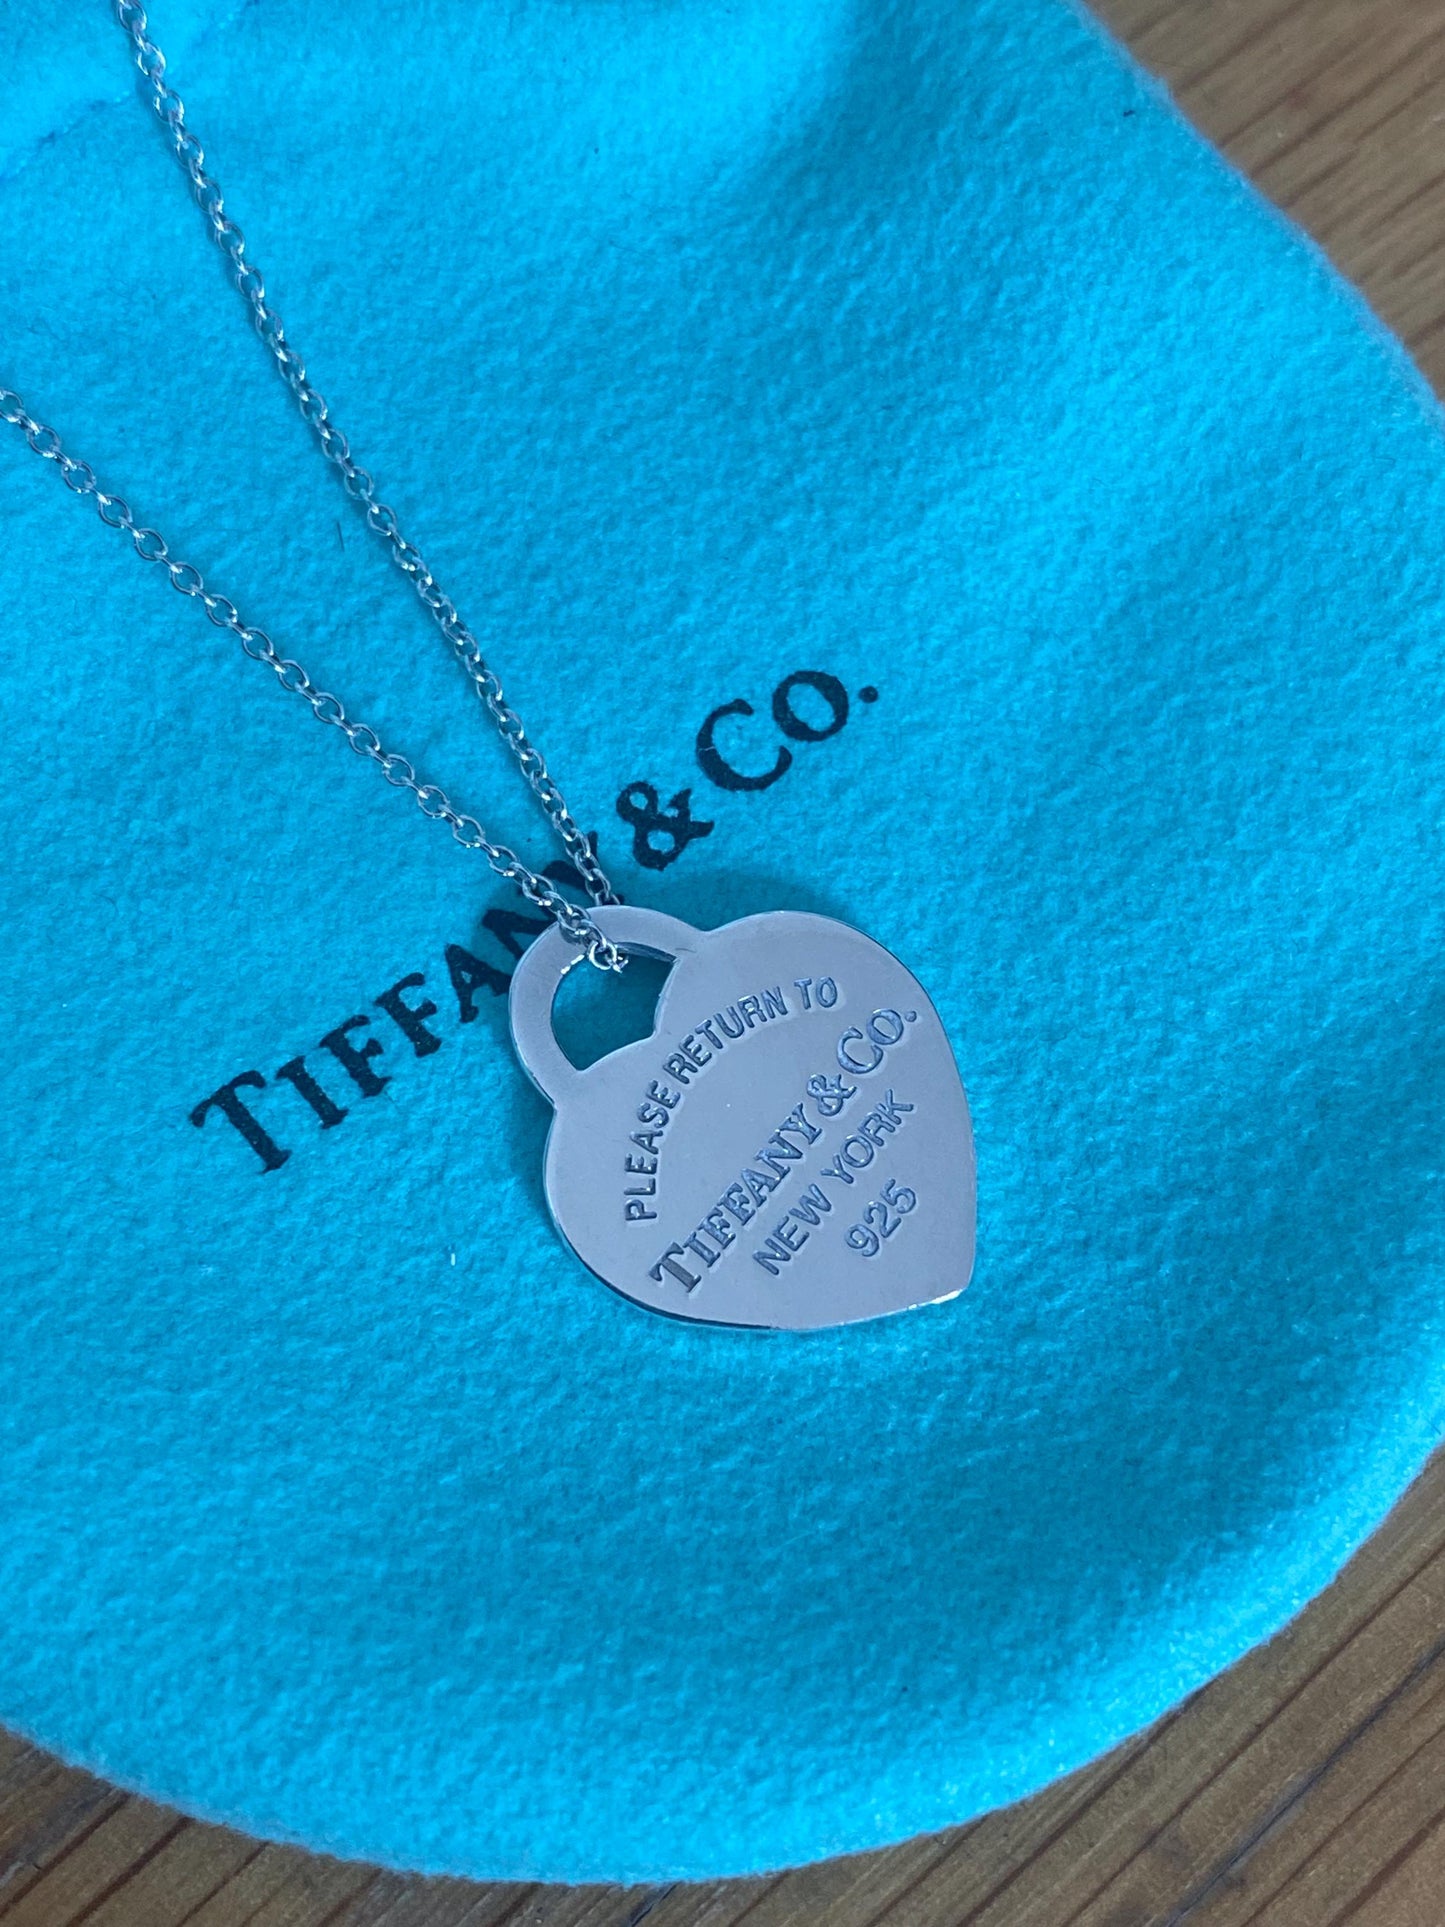 TIFFANY & CO.
PLEASE RETURN TO
TIFFANY & CO.
NEW YORK
925